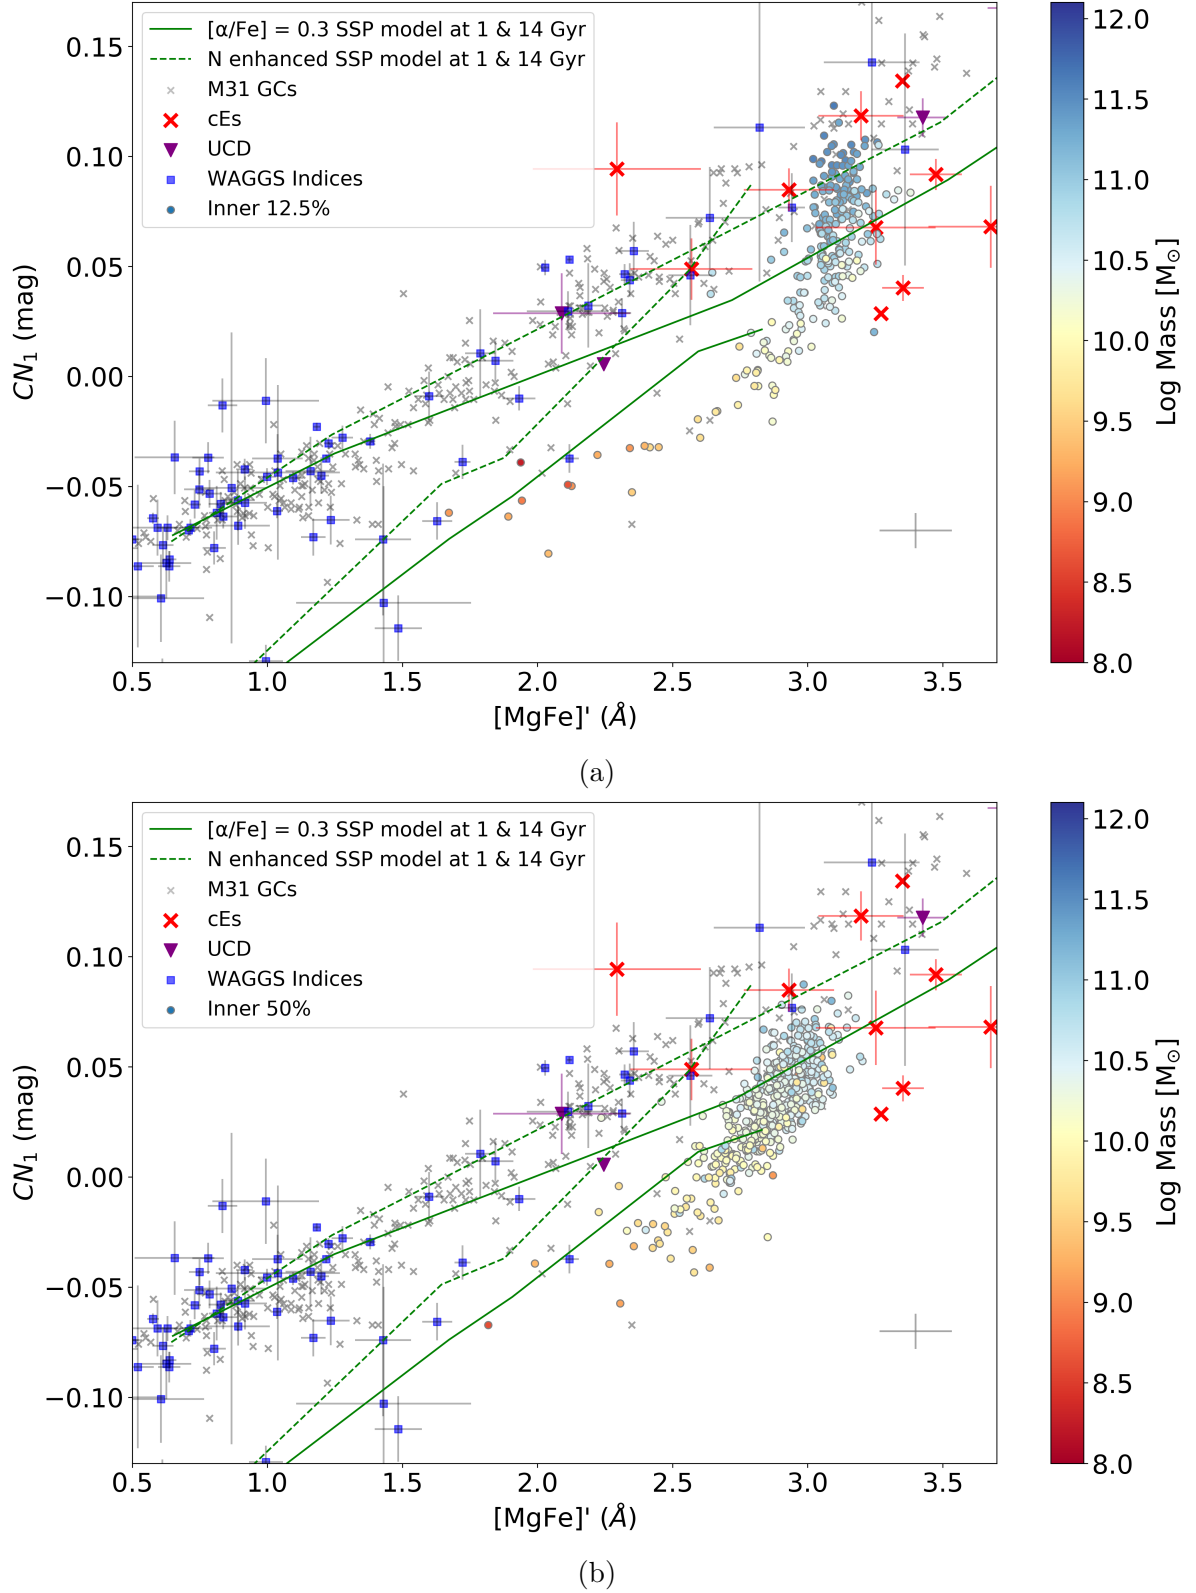 [α/Fe] = 0.3 SSP model at 1 & 14 Gyr
N enhanced SSP model at 1 & 14 Gyr
M31 GCs
cEs
UCD
WAGGS Indices
Inner 12.5%
0.15
0.10
0.05
0.00
−0.05
−0.10
CN₁ (mag)
0.5 1.0 1.5 2.0 2.5 3.0 3.5
[MgFe]' (Å)
12.0
11.5
11.0
10.5
10.0
9.5
9.0
8.5
8.0
Log Mass [M⊙]
(a)
[α/Fe] = 0.3 SSP model at 1 & 14 Gyr
N enhanced SSP model at 1 & 14 Gyr
M31 GCs
cEs
UCD
WAGGS Indices
Inner 50%
0.15
0.10
0.05
0.00
−0.05
−0.10
CN₁ (mag)
0.5 1.0 1.5 2.0 2.5 3.0 3.5
[MgFe]' (Å)
12.0
11.5
11.0
10.5
10.0
9.5
9.0
8.5
8.0
Log Mass [M⊙]
(b)